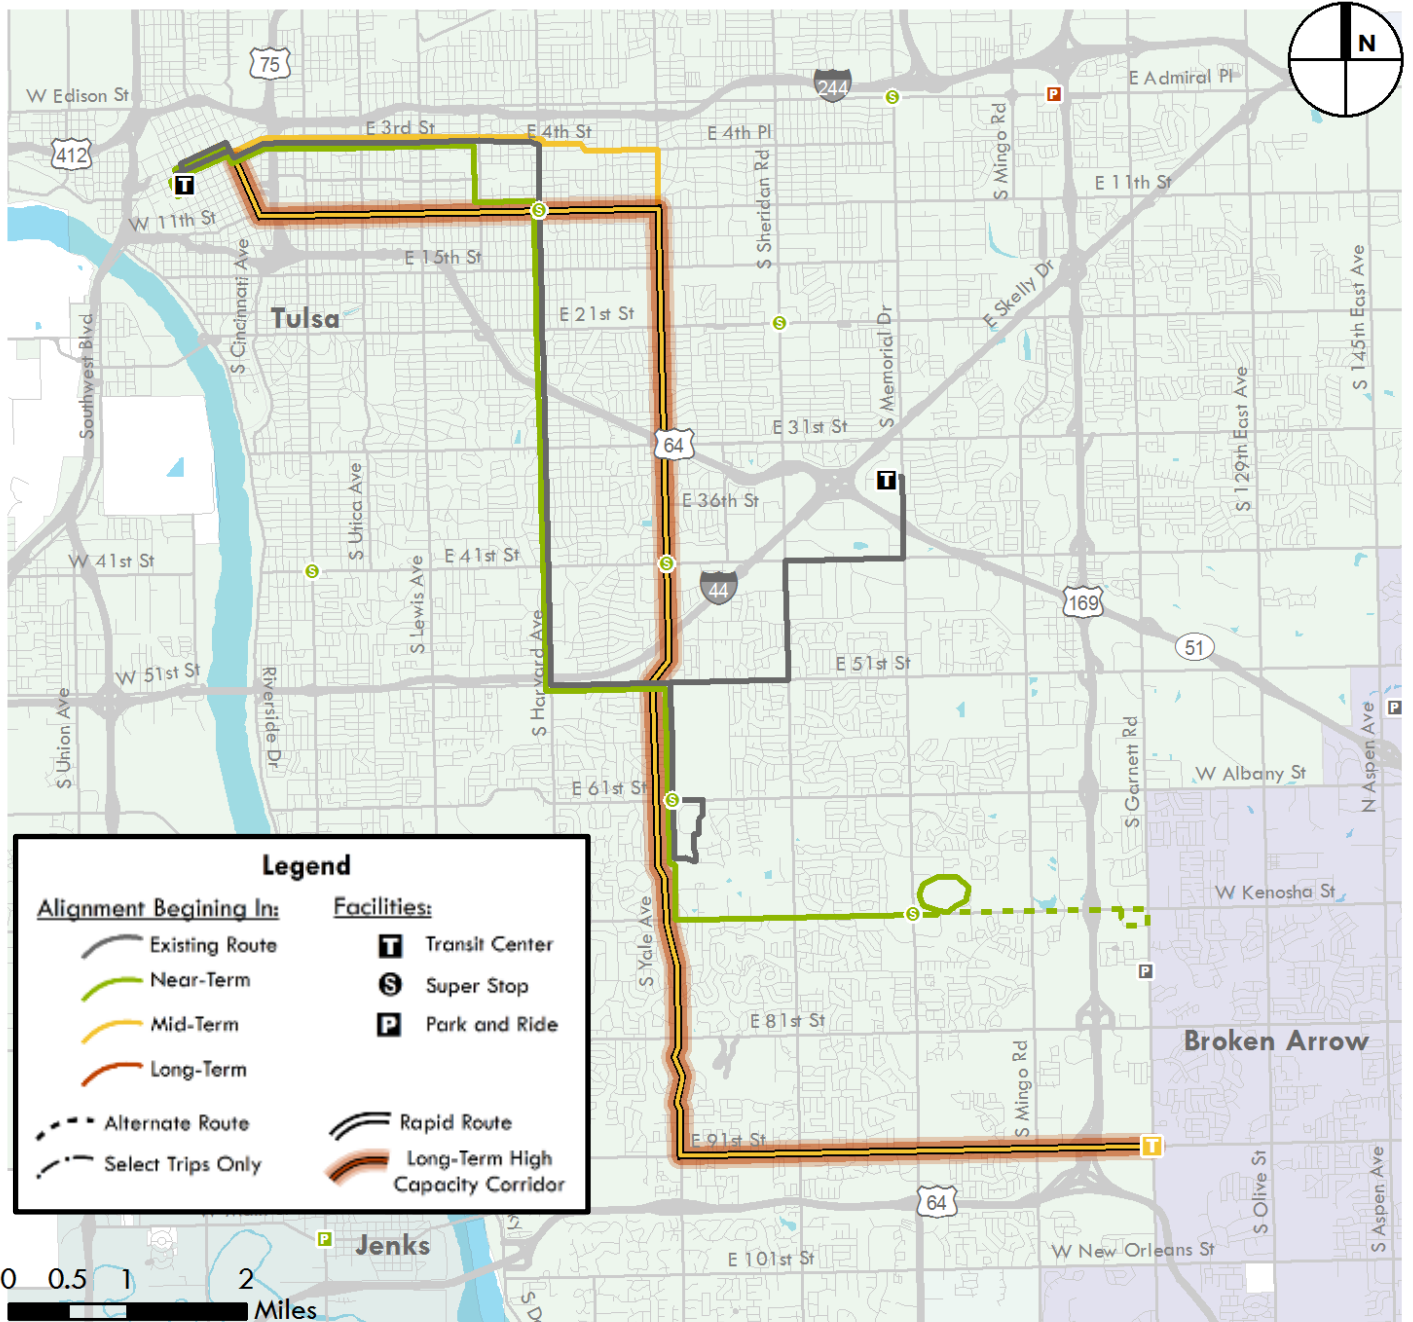 N
75
244
E Admiral Pl
W Edison St
E 3rd St
E 4th St
E 4th Pl
412
S Mingo Rd
T
W 11th St
S Sheridan Rd
E 11th St
S
S Cincinnati Ave
E 15th St
E Skelly Dr
S 145th East Ave
Tulsa
E 21st St
S
S Memorial Dr
Southwest Blvd
64
E 31st St
S 129th East Ave
T
S Utica Ave
E 36th St
W 41st St
E 41st St
S
S
S Lewis Ave
44
169
S Harvard Ave
51
W 51st St
E 51st St
S Union Ave
Riverside Dr
P
N Aspen Ave
W Albany St
E 61st St
S
S Garnett Rd
W Kenosha St
S
S Yale Ave
P
E 81st St
Broken Arrow
S Mingo Rd
E 91st St
T
S Olive St
S Aspen Ave
64
E 101st St
W New Orleans St
P
Jenks
S
P
Legend
Alignment Begining In:
Existing Route
Near-Term
Mid-Term
Long-Term
Alternate Route
Select Trips Only
Facilities:
T Transit Center
S Super Stop
P Park and Ride
Rapid Route
Long-Term High
Capacity Corridor
0 0.5 1 2
Miles